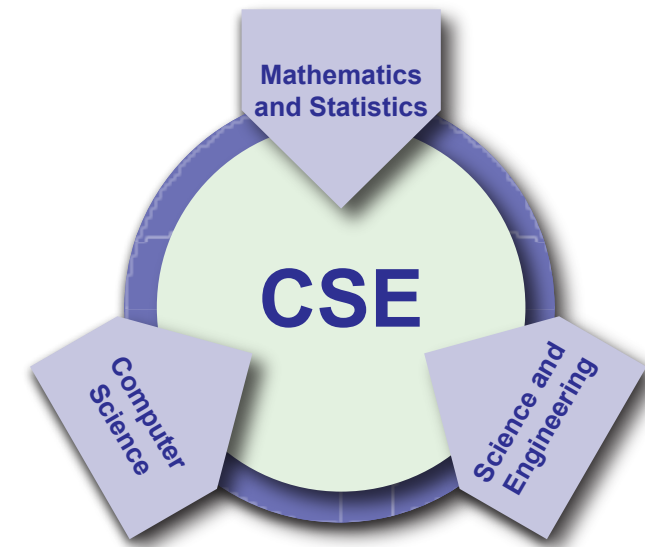 Mathematics
and Statistics
CSE
Computer
Science
Science and
Engineering